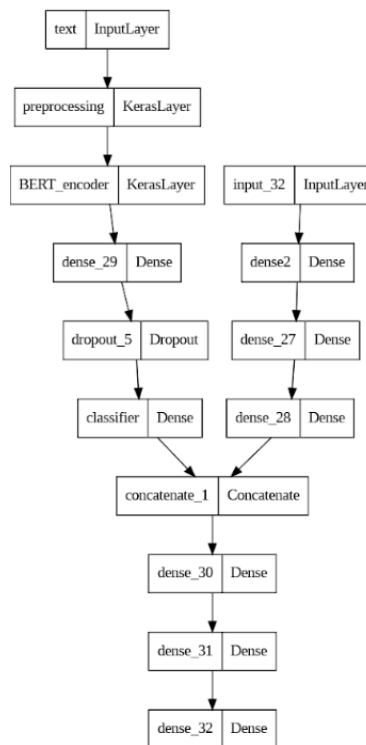 text InputLayer
preprocessing KerasLayer
BERT_encoder KerasLayer input_32 InputLayer
dense_29 Dense dense2 Dense
dropout_5 Dropout dense_27 Dense
classifier Dense dense_28 Dense
concatenate_1 Concatenate
dense_30 Dense
dense_31 Dense
dense_32 Dense